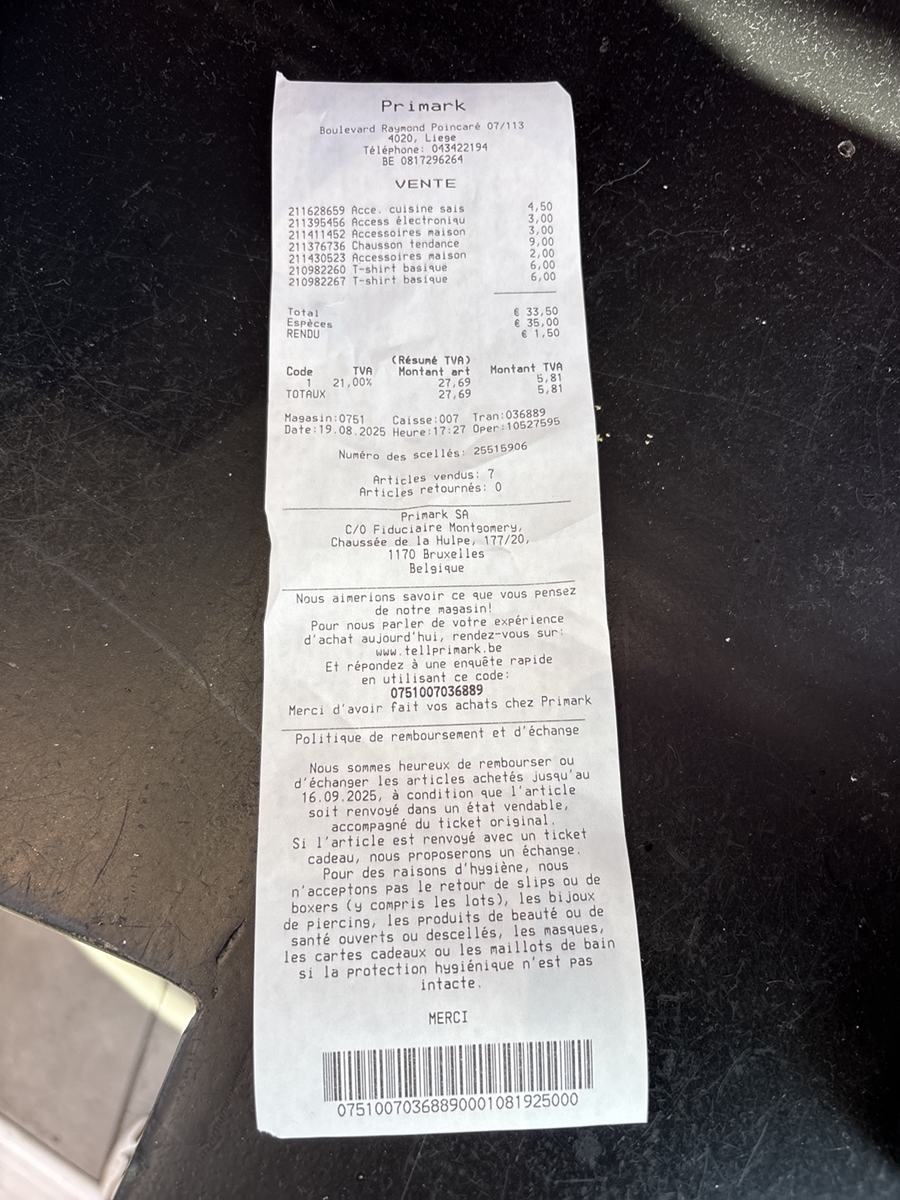 Primark
Boulevard Raymond Poincaré 07/113
4020, Liege
Téléphone: 043422194
BE 0817296264
VENTE
211628659 Acce. cuisine sais 4,50
211395456 Access électroniqu 3,00
211411452 Accessoires maison 3,00
211376736 Chausson tendance 9,00
211430523 Accessoires maison 2,00
210982260 T-shirt basique 6,00
210982267 T-shirt basique 6,00
Total € 33,50
Espèces € 35,00
RENDU € 1,50
(Résumé TVA)
Code TVA Montant art Montant TVA
1 21,00% 27,69 5,81
TOTAUX 27,69 5,81
Magasin:0751 Caisse:007 Tran:036889
Date:19.08.2025 Heure:17:27 Oper:10527595
Numéro des scellés: 25515906
Articles vendus: 7
Articles retournés: 0
Primark SA
C/O Fiduciaire Montgomery,
Chaussée de la Hulpe, 177/20,
1170 Bruxelles
Belgique
Nous aimerions savoir ce que vous pensez
de notre magasin!
Pour nous parler de votre expérience
d'achat aujourd'hui, rendez-vous sur:
www.tellprimark.be
Et répondez à une enquête rapide
en utilisant ce code:
0751007036889
Merci d'avoir fait vos achats chez Primark
Politique de remboursement et d'échange
Nous sommes heureux de rembourser ou
d'échanger les articles achetés jusqu'au
16.09.2025, à condition que l'article
soit renvoyé dans un état vendable,
accompagné du ticket original.
Si l'article est renvoyé avec un ticket
cadeau, nous proposerons un échange.
Pour des raisons d'hygiène, nous
n'acceptons pas le retour de slips ou de
boxers (y compris les lots), les bijoux
de piercing, les produits de beauté ou de
santé ouverts ou descellés, les masques,
les cartes cadeaux ou les maillots de bain
si la protection hygiénique n'est pas
intacte.
MERCI
07510070368890001081925000